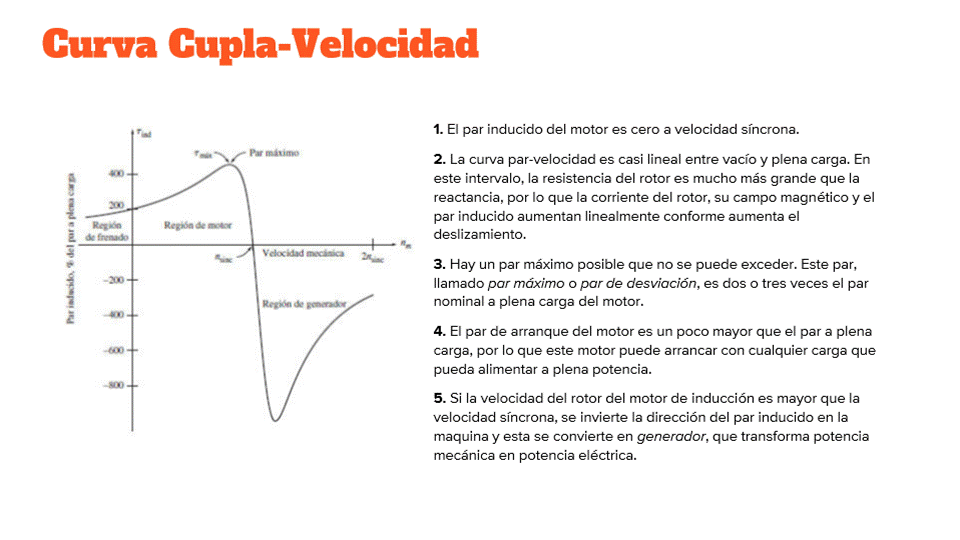 Curva Cupla-Velocidad
τind
τmáx
Par máximo
400
200
Región
de frenado
Región de motor
nsinc
Velocidad mecánica
2nsinc
nm
−200
−400
−600
−800
Región de generador
Par inducido, % del par a plena carga
1. El par inducido del motor es cero a velocidad síncrona.
2. La curva par-velocidad es casi lineal entre vacío y plena carga. En
este intervalo, la resistencia del rotor es mucho más grande que la
reactancia, por lo que la corriente del rotor, su campo magnético y el
par inducido aumentan linealmente conforme aumenta el
deslizamiento.
3. Hay un par máximo posible que no se puede exceder. Este par,
llamado par máximo o par de desviación, es dos o tres veces el par
nominal a plena carga del motor.
4. El par de arranque del motor es un poco mayor que el par a plena
carga, por lo que este motor puede arrancar con cualquier carga que
pueda alimentar a plena potencia.
5. Si la velocidad del rotor del motor de inducción es mayor que la
velocidad síncrona, se invierte la dirección del par inducido en la
maquina y esta se convierte en generador, que transforma potencia
mecánica en potencia eléctrica.